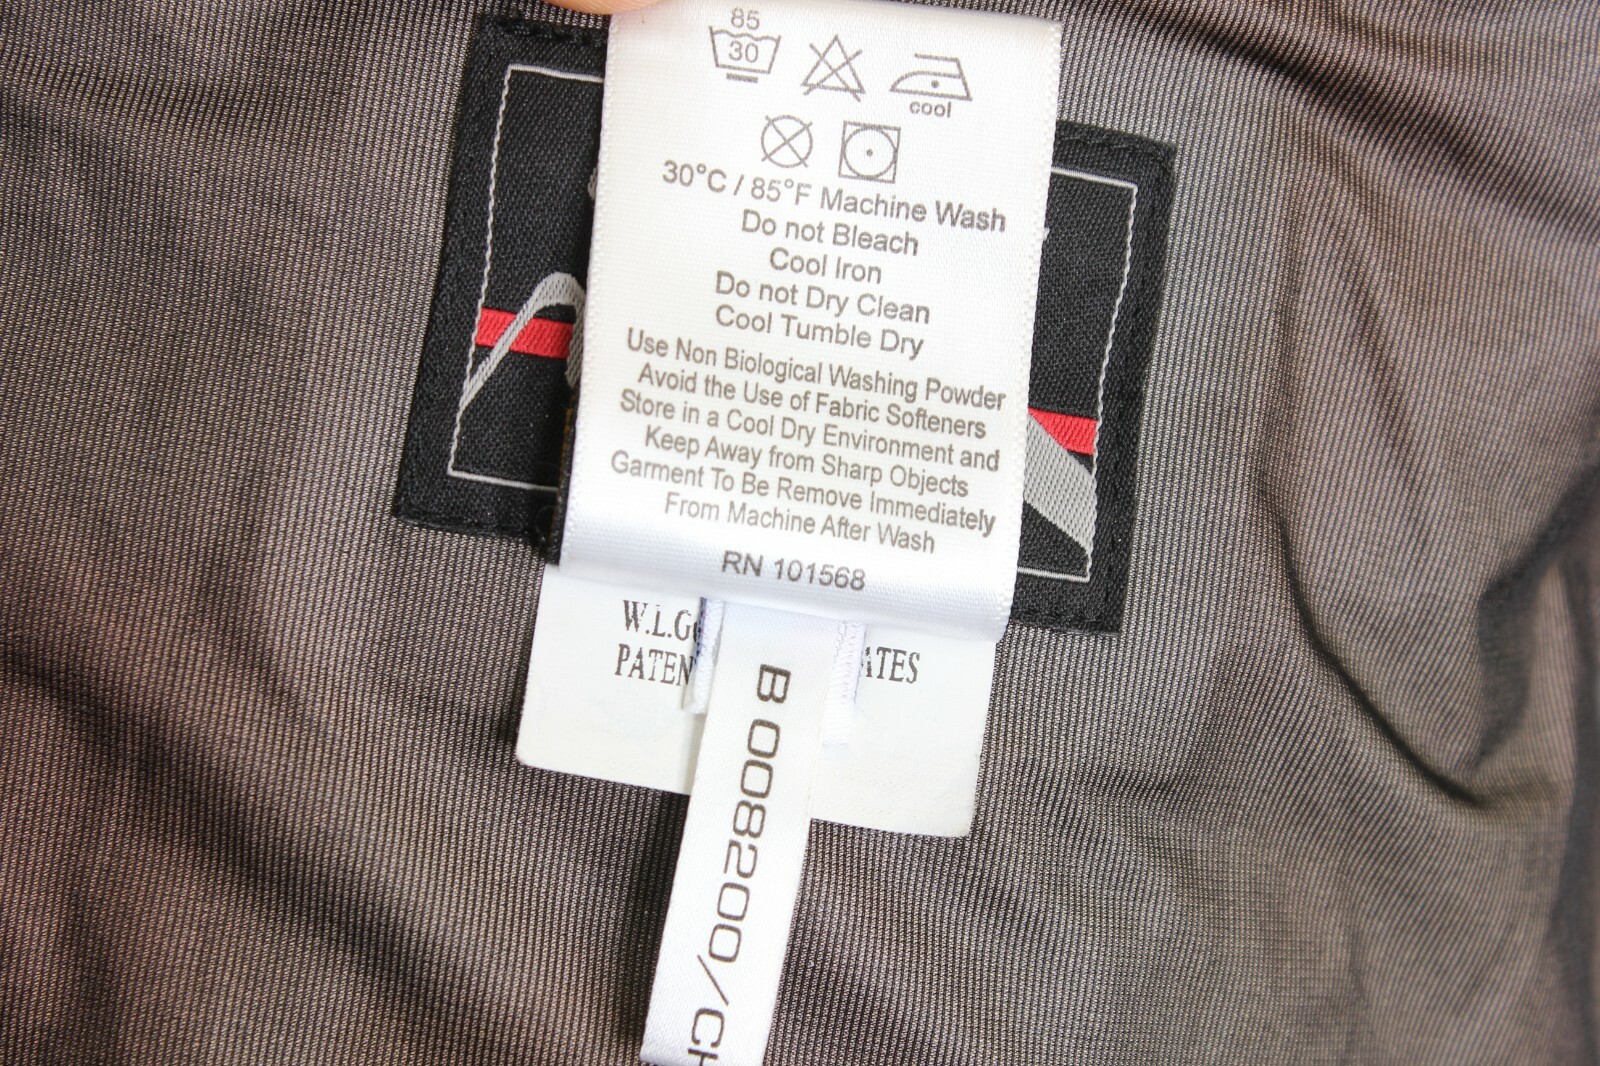 85
30
cool
30°C / 85°F Machine Wash
Do not Bleach
Cool Iron
Do not Dry Clean
Cool Tumble Dry
Use Non Biological Washing Powder
Avoid the Use of Fabric Softeners
Store in a Cool Dry Environment and
Keep Away from Sharp Objects
Garment To Be Remove Immediately
From Machine After Wash
RN 101568
W.L.G
PATEN ATES
B 008200/CH